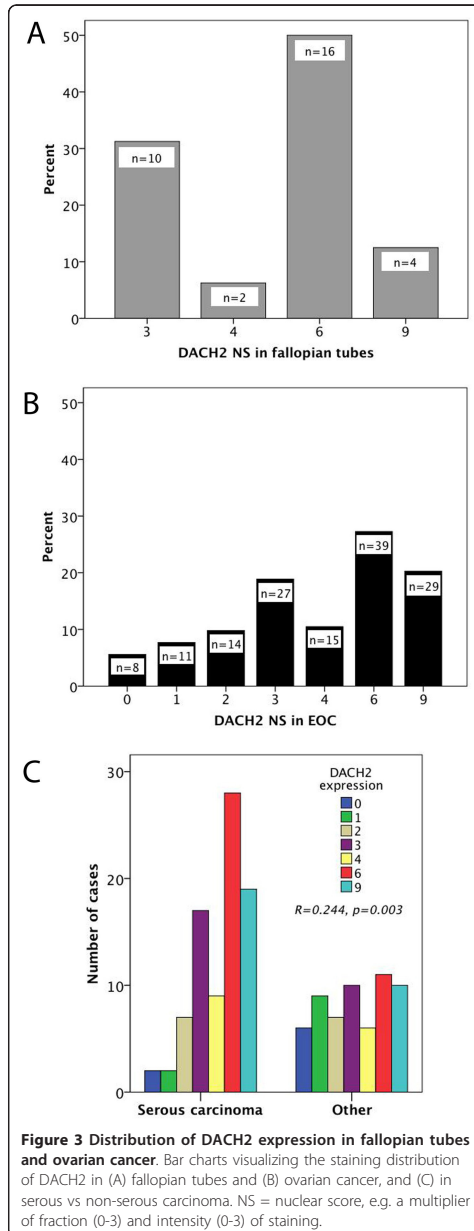 A
50
40
30
20
10
0
Percent
n=10
n=2
n=16
n=4
3 4 6 9
DACH2 NS in fallopian tubes
B
50
40
30
20
10
0
Percent
n=8
n=11
n=14
n=27
n=15
n=39
n=29
0 1 2 3 4 6 9
DACH2 NS in EOC
C
30
20
10
0
Number of cases
DACH2
expression
0
1
2
3
4
6
9
R=0.244, p=0.003
Serous carcinoma Other
Figure 3 Distribution of DACH2 expression in fallopian tubes
and ovarian cancer. Bar charts visualizing the staining distribution
of DACH2 in (A) fallopian tubes and (B) ovarian cancer, and (C) in
serous vs non-serous carcinoma. NS = nuclear score, e.g. a multiplier
of fraction (0-3) and intensity (0-3) of staining.